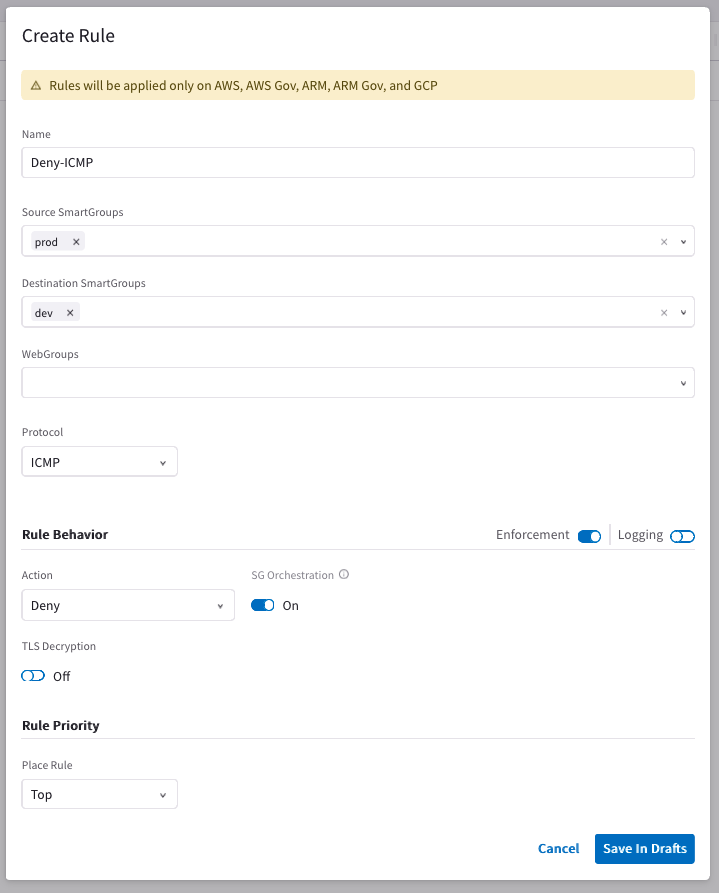 Create Rule
Rules will be applied only on AWS, AWS Gov, ARM, ARM Gov, and GCP
Name
Deny-ICMP
Source SmartGroups
prod
Destination SmartGroups
dev
WebGroups
Protocol
ICMP
Rule Behavior Enforcement Logging
Action SG Orchestration
Deny On
TLS Decryption
Off
Rule Priority
Place Rule
Top
Cancel Save In Drafts